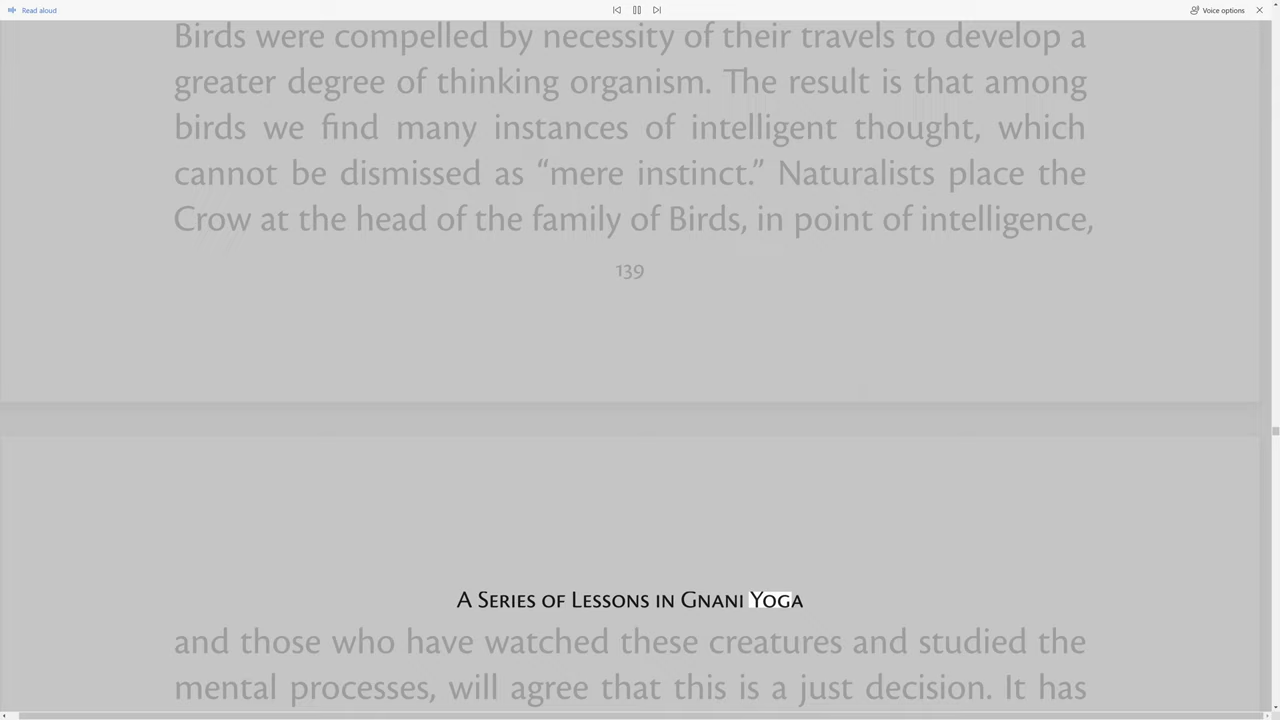 Read aloud
Voice options
Birds were compelled by necessity of their travels to develop a
greater degree of thinking organism. The result is that among
birds we find many instances of intelligent thought, which
cannot be dismissed as “mere instinct.” Naturalists place the
Crow at the head of the family of Birds, in point of intelligence,
139
A Series of Lessons in Gnani Yoga
and those who have watched these creatures and studied the
mental processes, will agree that this is a just decision. It has